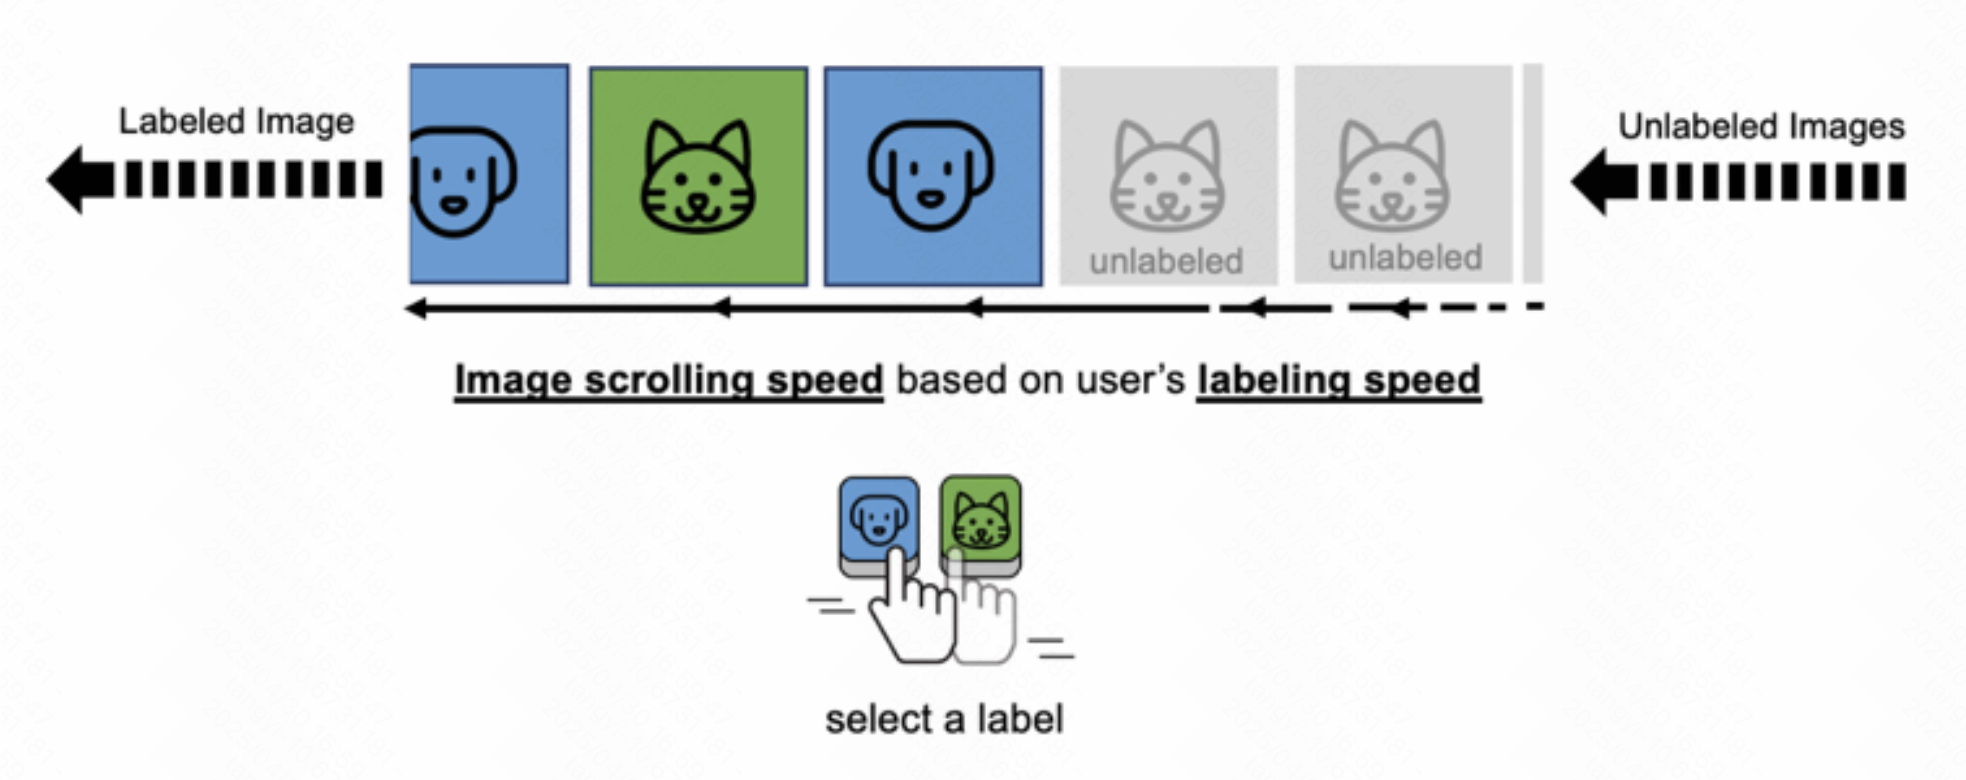 Labeled Image
Unlabeled Images
unlabeled
unlabeled
Image scrolling speed based on user's labeling speed
select a label